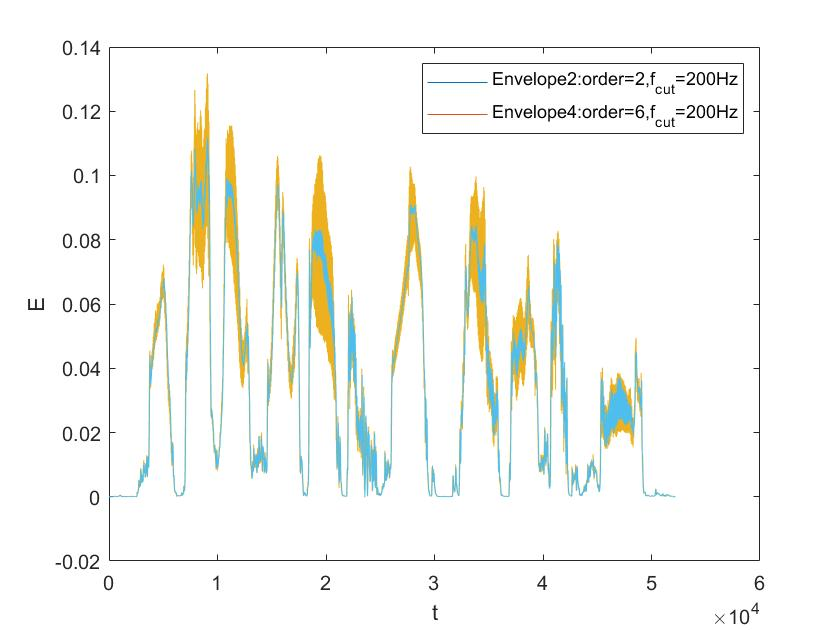 0.14
0.12
0.1
0.08
0.06
0.04
0.02
0
-0.02
E
Envelope2:order=2,f_cut=200Hz
Envelope4:order=6,f_cut=200Hz
0 1 2 3 4 5 6
t
×10^4